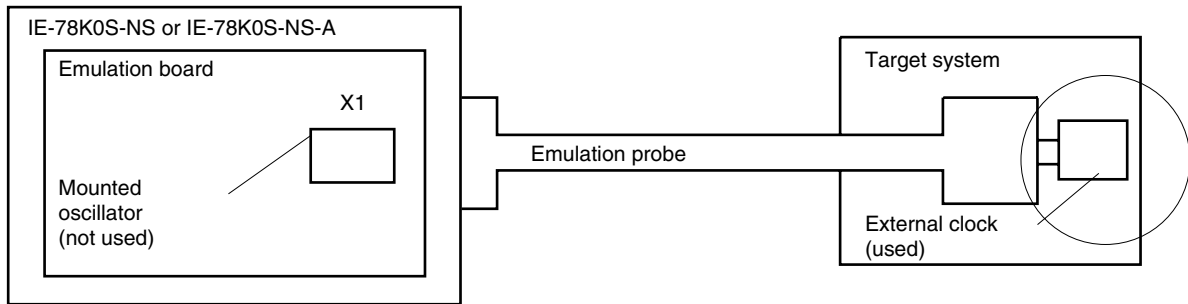 IE-78K0S-NS or IE-78K0S-NS-A
Emulation board
X1
Mounted
oscillator
(not used)
Emulation probe
Target system
External clock
(used)